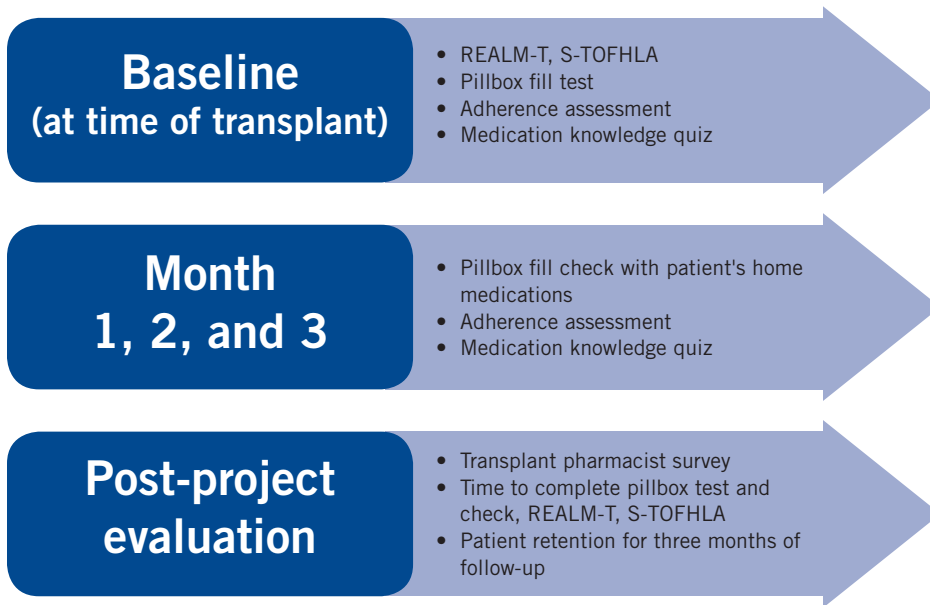 Baseline
(at time of transplant)
• REALM-T, S-TOFHLA
• Pillbox fill test
• Adherence assessment
• Medication knowledge quiz
Month
1, 2, and 3
• Pillbox fill check with patient's home
medications
• Adherence assessment
• Medication knowledge quiz
Post-project
evaluation
• Transplant pharmacist survey
• Time to complete pillbox test and
check, REALM-T, S-TOFHLA
• Patient retention for three months of
follow-up